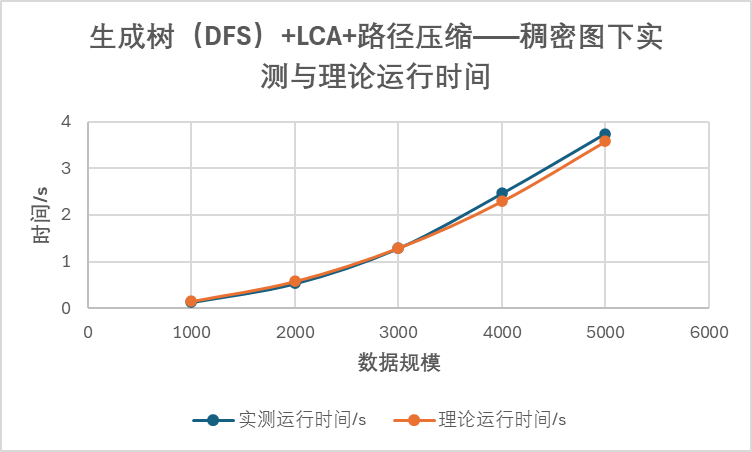 生成树（DFS）+LCA+路径压缩——稠密图下实
测与理论运行时间
4
3
2
1
0
时间/s
0 1000 2000 3000 4000 5000 6000
数据规模
实测运行时间/s 理论运行时间/s